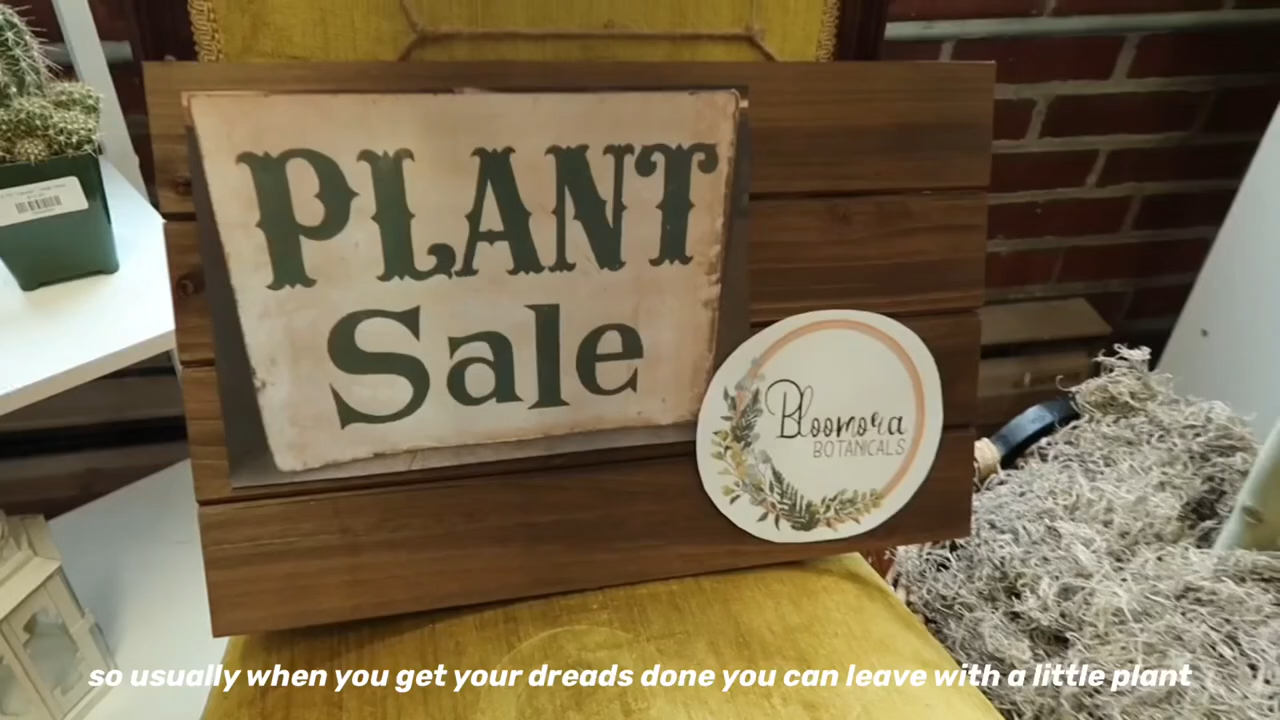 PLANT
Sale
Bloomora
BOTANICALS
so usually when you get your dreads done you can leave with a little plant